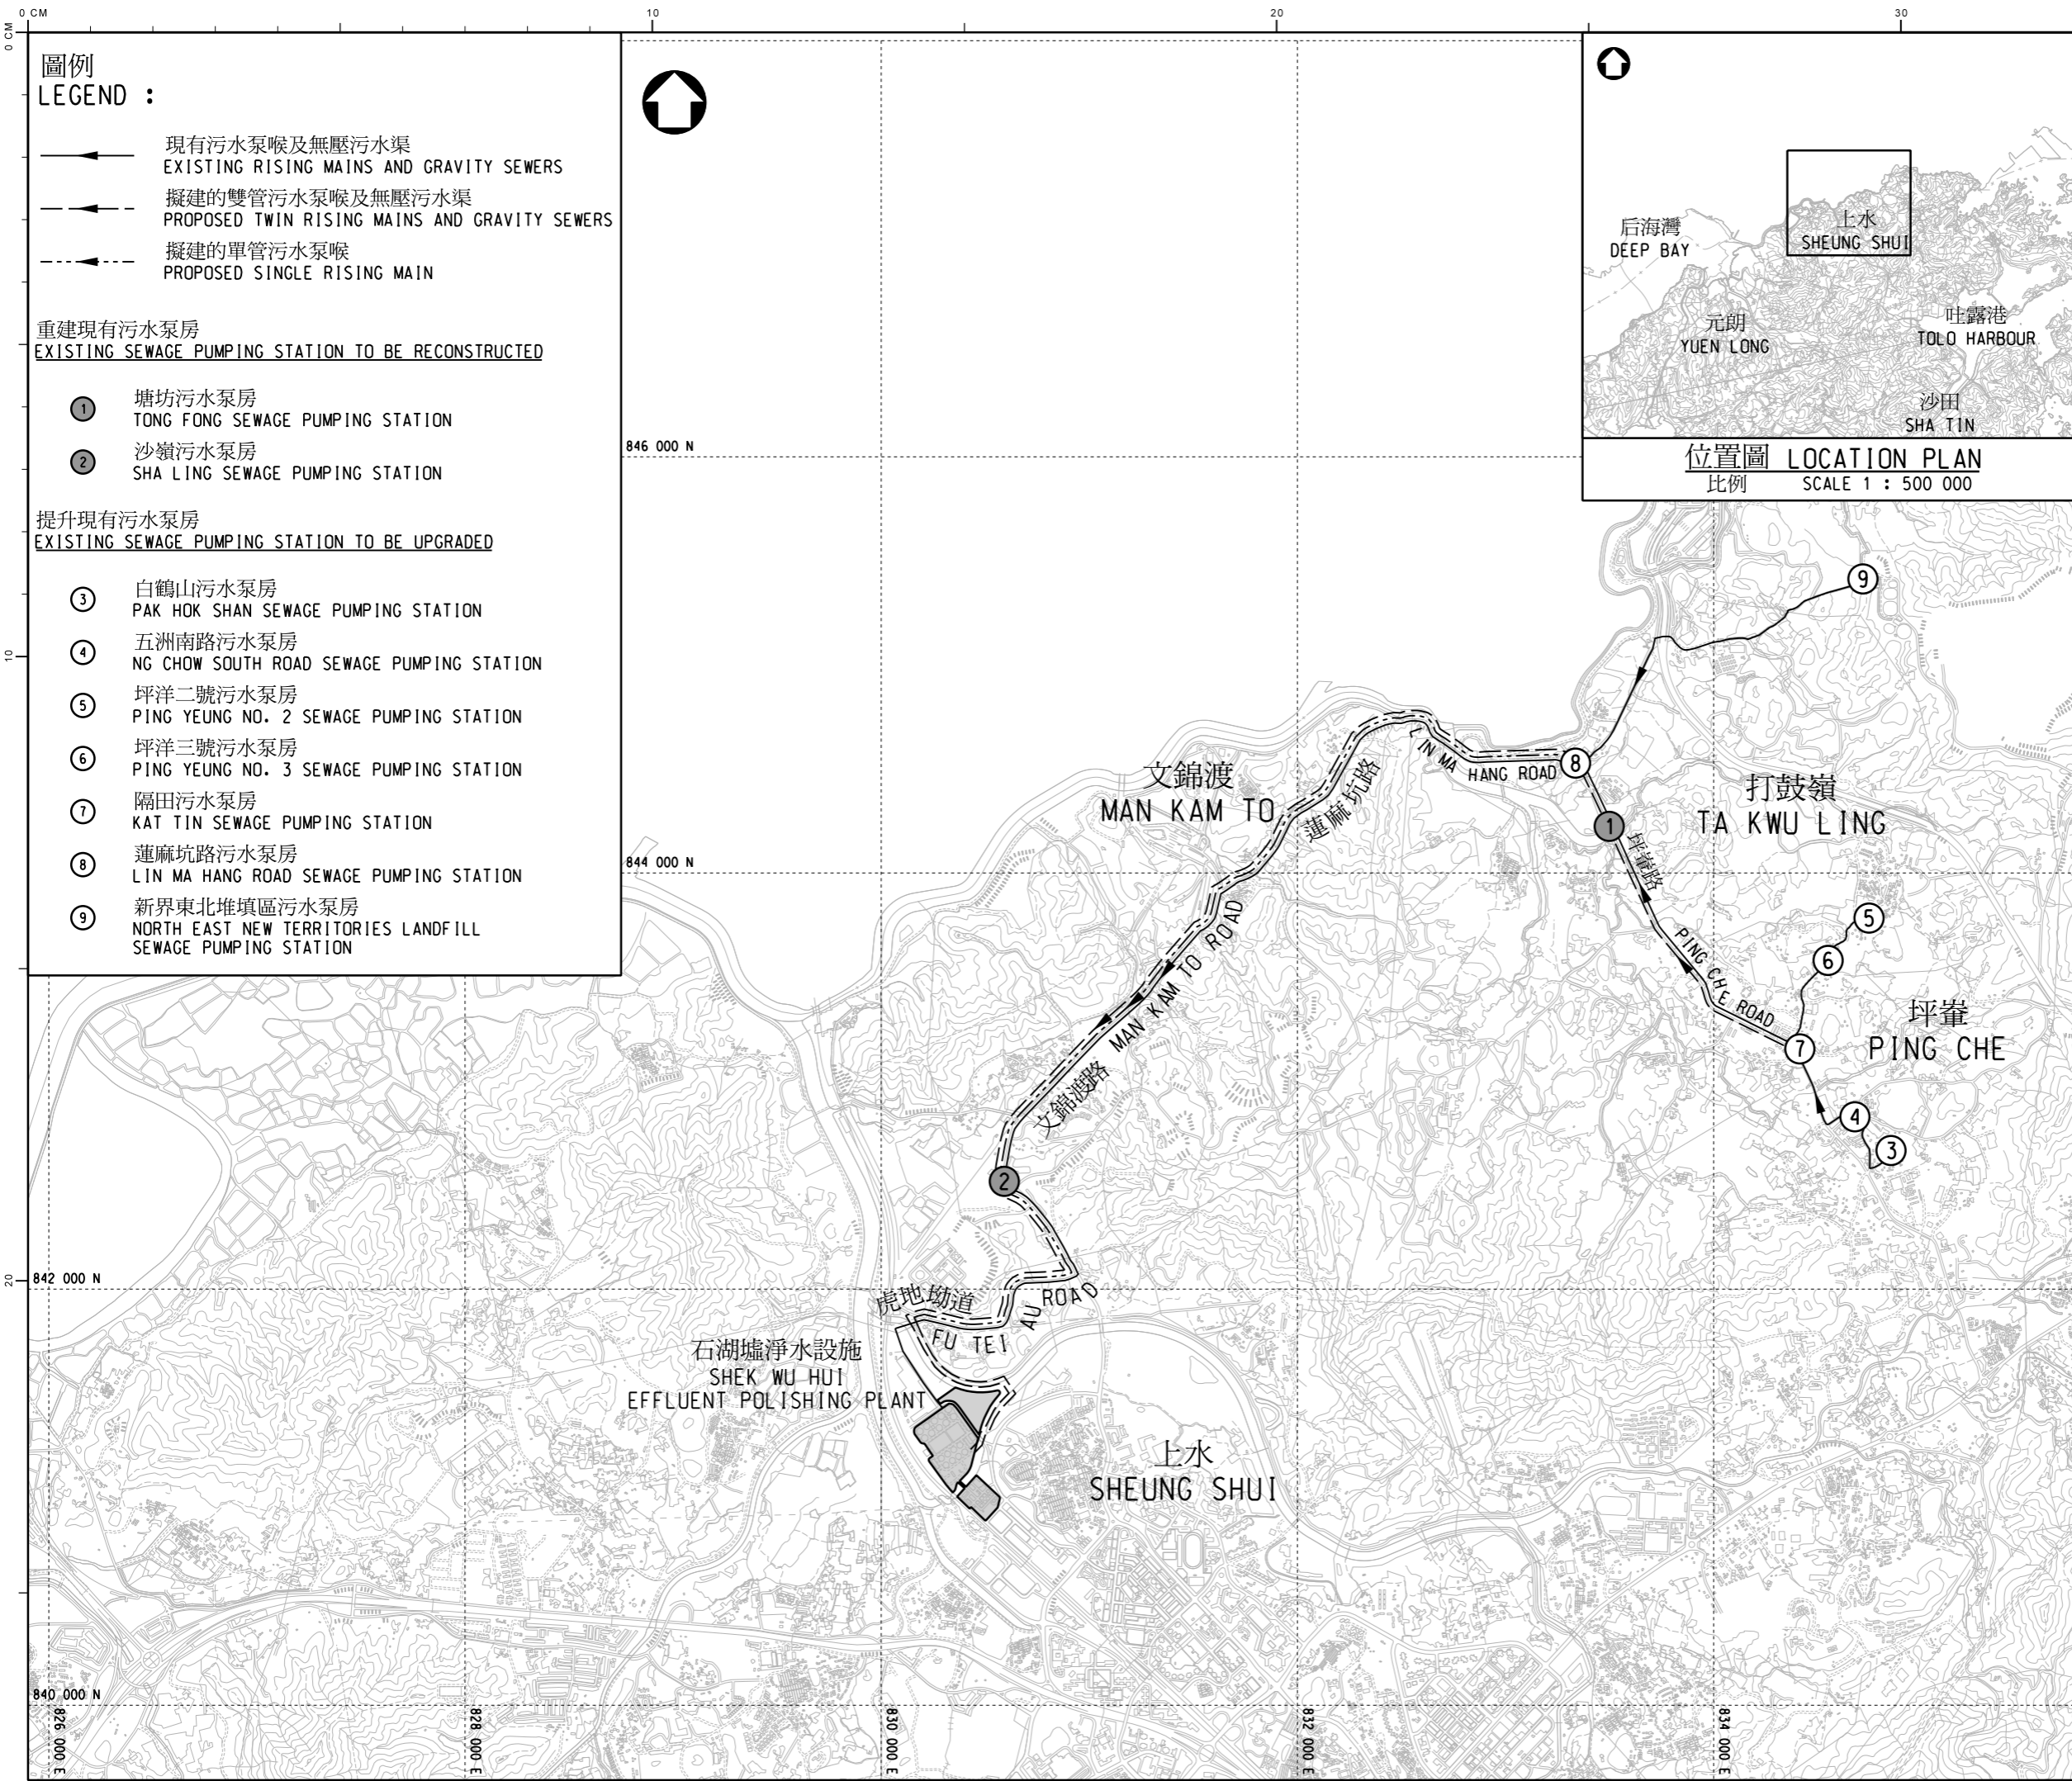 0 CM
10
20
30
0 CM
10
20
圖例
LEGEND :
現有污水泵喉及無壓污水渠
EXISTING RISING MAINS AND GRAVITY SEWERS
擬建的雙管污水泵喉及無壓污水渠
PROPOSED TWIN RISING MAINS AND GRAVITY SEWERS
擬建的單管污水泵喉
PROPOSED SINGLE RISING MAIN
重建現有污水泵房
EXISTING SEWAGE PUMPING STATION TO BE RECONSTRUCTED
1 塘坊污水泵房
TONG FONG SEWAGE PUMPING STATION
2 沙嶺污水泵房
SHA LING SEWAGE PUMPING STATION
提升現有污水泵房
EXISTING SEWAGE PUMPING STATION TO BE UPGRADED
3 白鶴山污水泵房
PAK HOK SHAN SEWAGE PUMPING STATION
4 五洲南路污水泵房
NG CHOW SOUTH ROAD SEWAGE PUMPING STATION
5 坪洋二號污水泵房
PING YEUNG NO. 2 SEWAGE PUMPING STATION
6 坪洋三號污水泵房
PING YEUNG NO. 3 SEWAGE PUMPING STATION
7 隔田污水泵房
KAT TIN SEWAGE PUMPING STATION
8 蓮麻坑路污水泵房
LIN MA HANG ROAD SEWAGE PUMPING STATION
9 新界東北堆填區污水泵房
NORTH EAST NEW TERRITORIES LANDFILL
SEWAGE PUMPING STATION
后海灣
DEEP BAY
上水
SHEUNG SHUI
元朗
YUEN LONG
吐露港
TOLO HARBOUR
沙田
SHA TIN
位置圖 LOCATION PLAN
比例 SCALE 1 : 500 000
846 000 N
844 000 N
842 000 N
840 000 N
826 000 E
828 000 E
830 000 E
832 000 E
834 000 E
9
8
1
5
6
7
4
3
2
文錦渡
MAN KAM TO
蓮麻坑路
LIN MA HANG ROAD
打鼓嶺
TA KWU LING
坪輋路
PING CHE ROAD
坪輋
PING CHE
文錦渡路
MAN KAM TO ROAD
虎地坳道
FU TEI AU ROAD
石湖墟淨水設施
SHEK WU HUI
EFFLUENT POLISHING PLANT
上水
SHEUNG SHUI